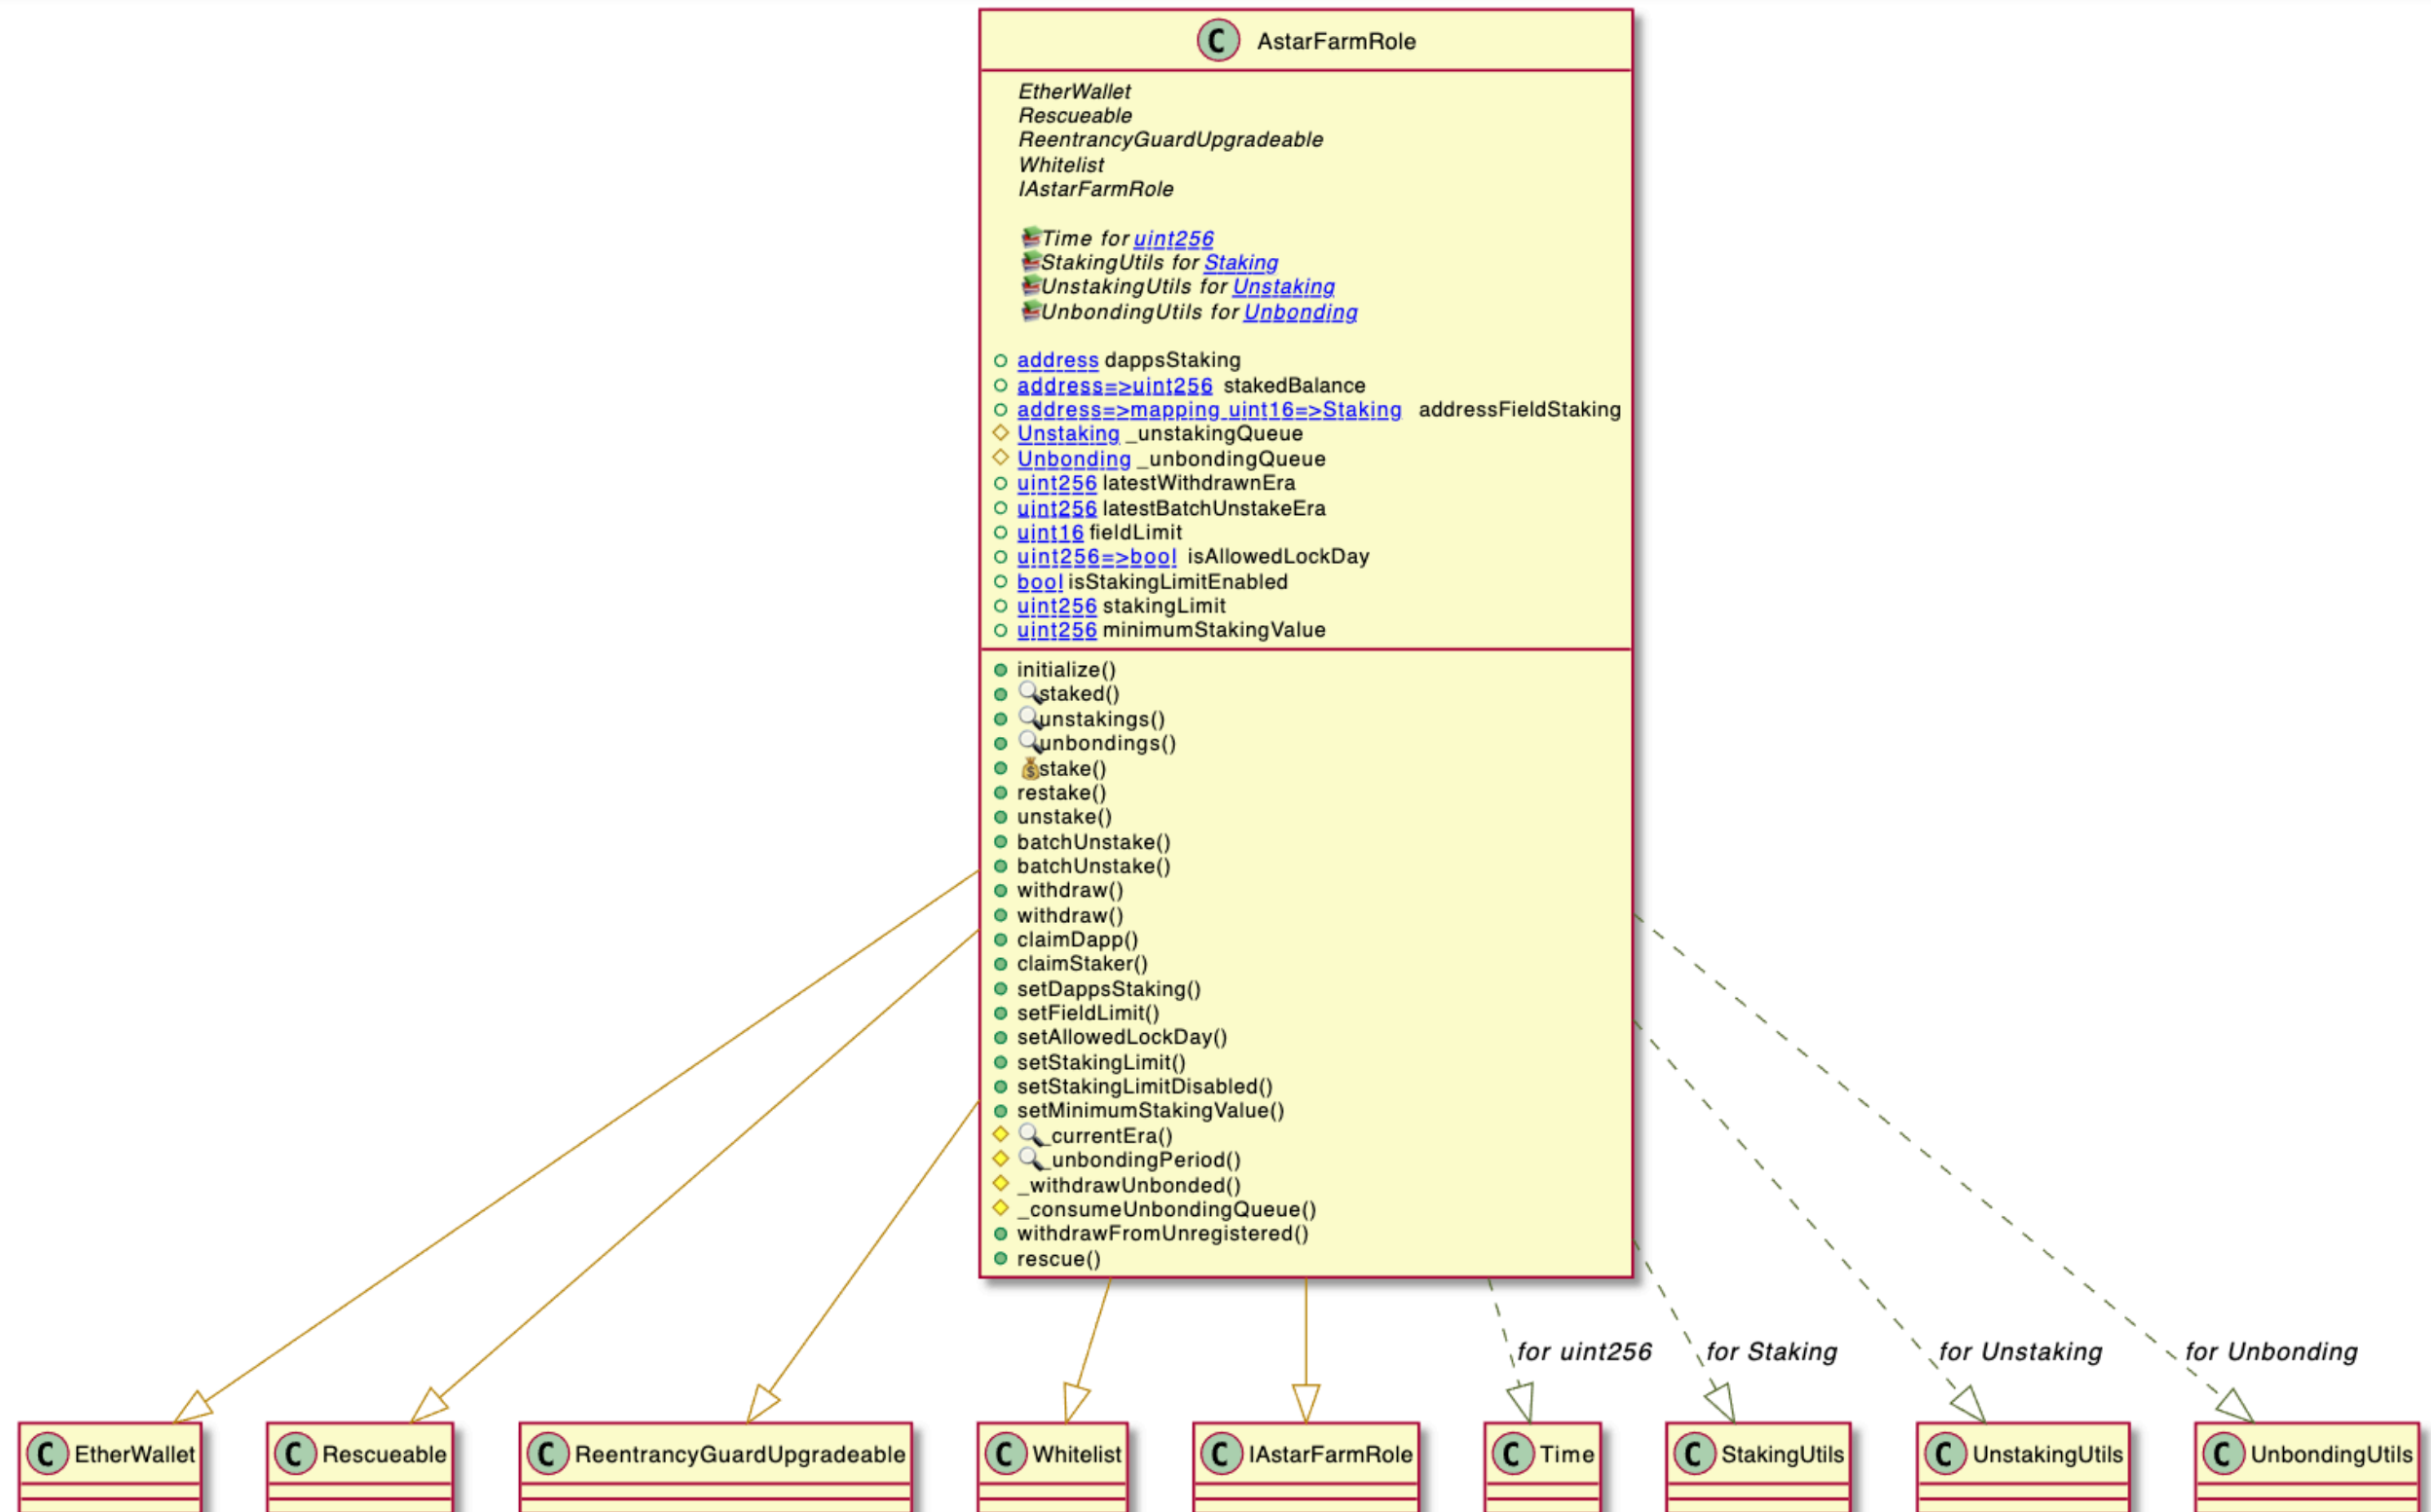 C AstarFarmRole
EtherWallet
Rescueable
ReentrancyGuardUpgradeable
Whitelist
IAstarFarmRole
Time for uint256
StakingUtils for Staking
UnstakingUtils for Unstaking
UnbondingUtils for Unbonding
address dappsStaking
address=>uint256 stakedBalance
address=>mapping uint16=>Staking addressFieldStaking
Unstaking _unstakingQueue
Unbonding _unbondingQueue
uint256 latestWithdrawnEra
uint256 latestBatchUnstakeEra
uint16 fieldLimit
uint256=>bool isAllowedLockDay
bool isStakingLimitEnabled
uint256 stakingLimit
uint256 minimumStakingValue
initialize()
staked()
unstakings()
unbondings()
stake()
restake()
unstake()
batchUnstake()
batchUnstake()
withdraw()
withdraw()
claimDapp()
claimStaker()
setDappsStaking()
setFieldLimit()
setAllowedLockDay()
setStakingLimit()
setStakingLimitDisabled()
setMinimumStakingValue()
_currentEra()
_unbondingPeriod()
_withdrawUnbonded()
_consumeUnbondingQueue()
withdrawFromUnregistered()
rescue()
for uint256
for Staking
for Unstaking
for Unbonding
C EtherWallet
C Rescueable
C ReentrancyGuardUpgradeable
C Whitelist
C IAstarFarmRole
C Time
C StakingUtils
C UnstakingUtils
C UnbondingUtils